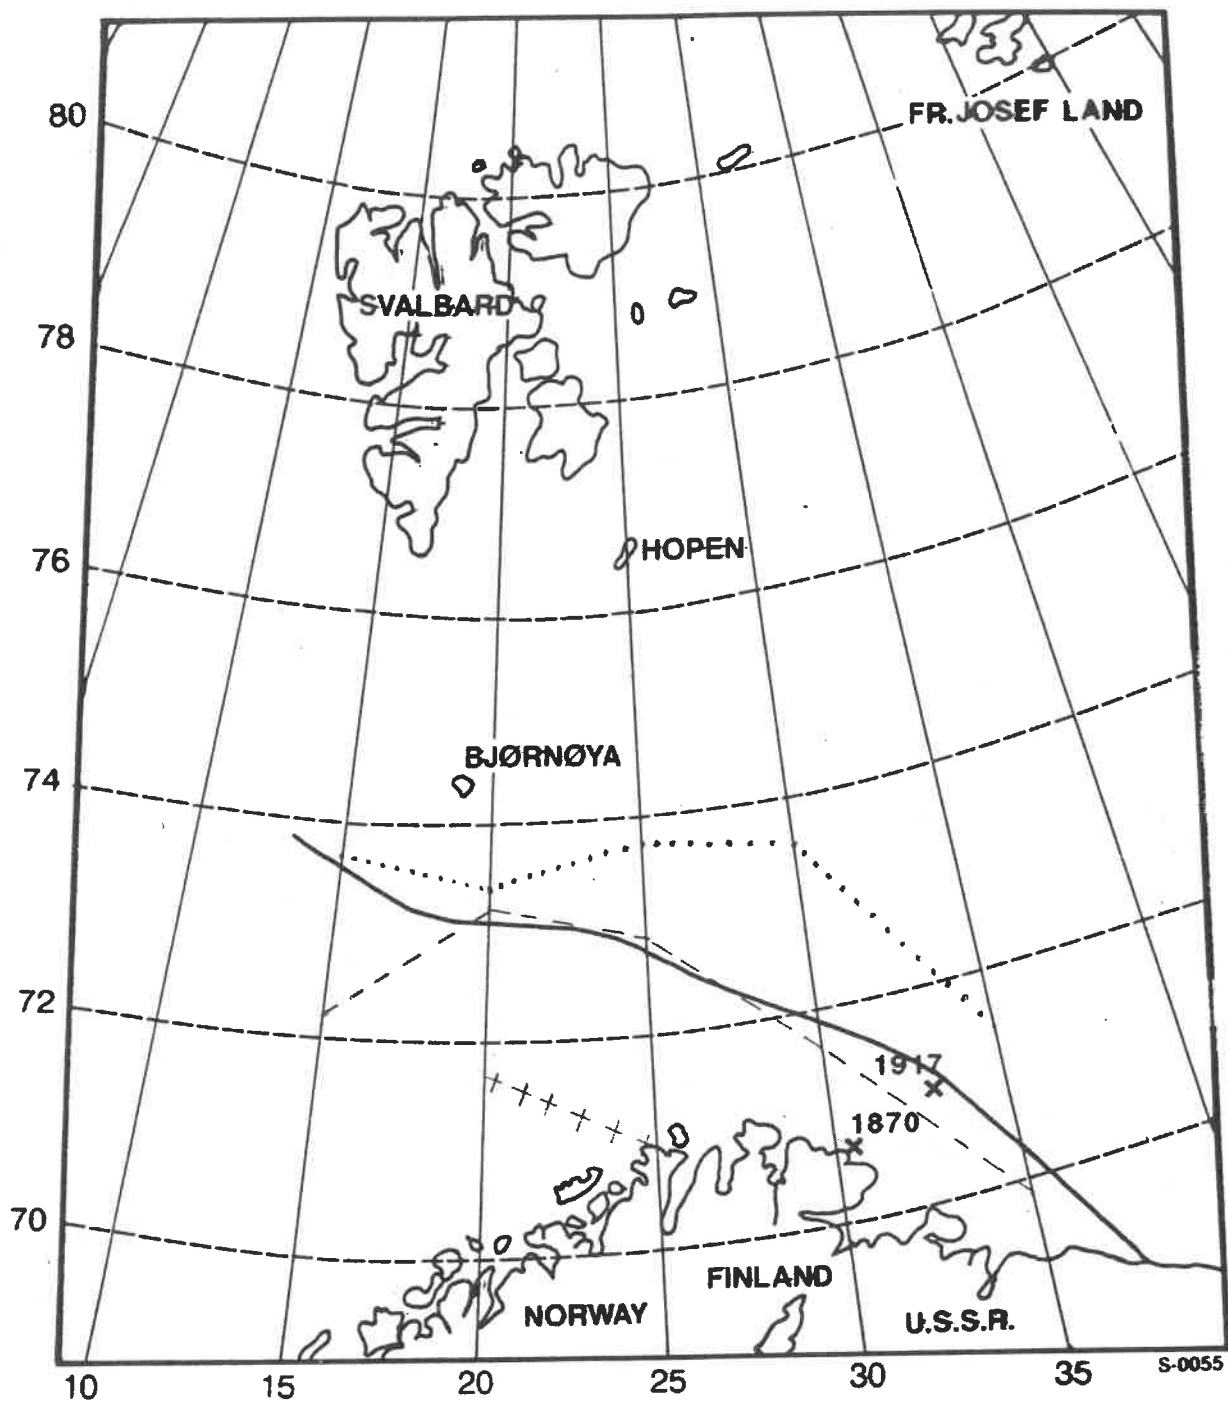 80
FR. JOSEF LAND
SVALBARD
78
76
HOPEN
BJØRNØYA
74
72
1917
1870
70
FINLAND
NORWAY
U.S.S.R.
S-0055
10
15
20
25
30
35